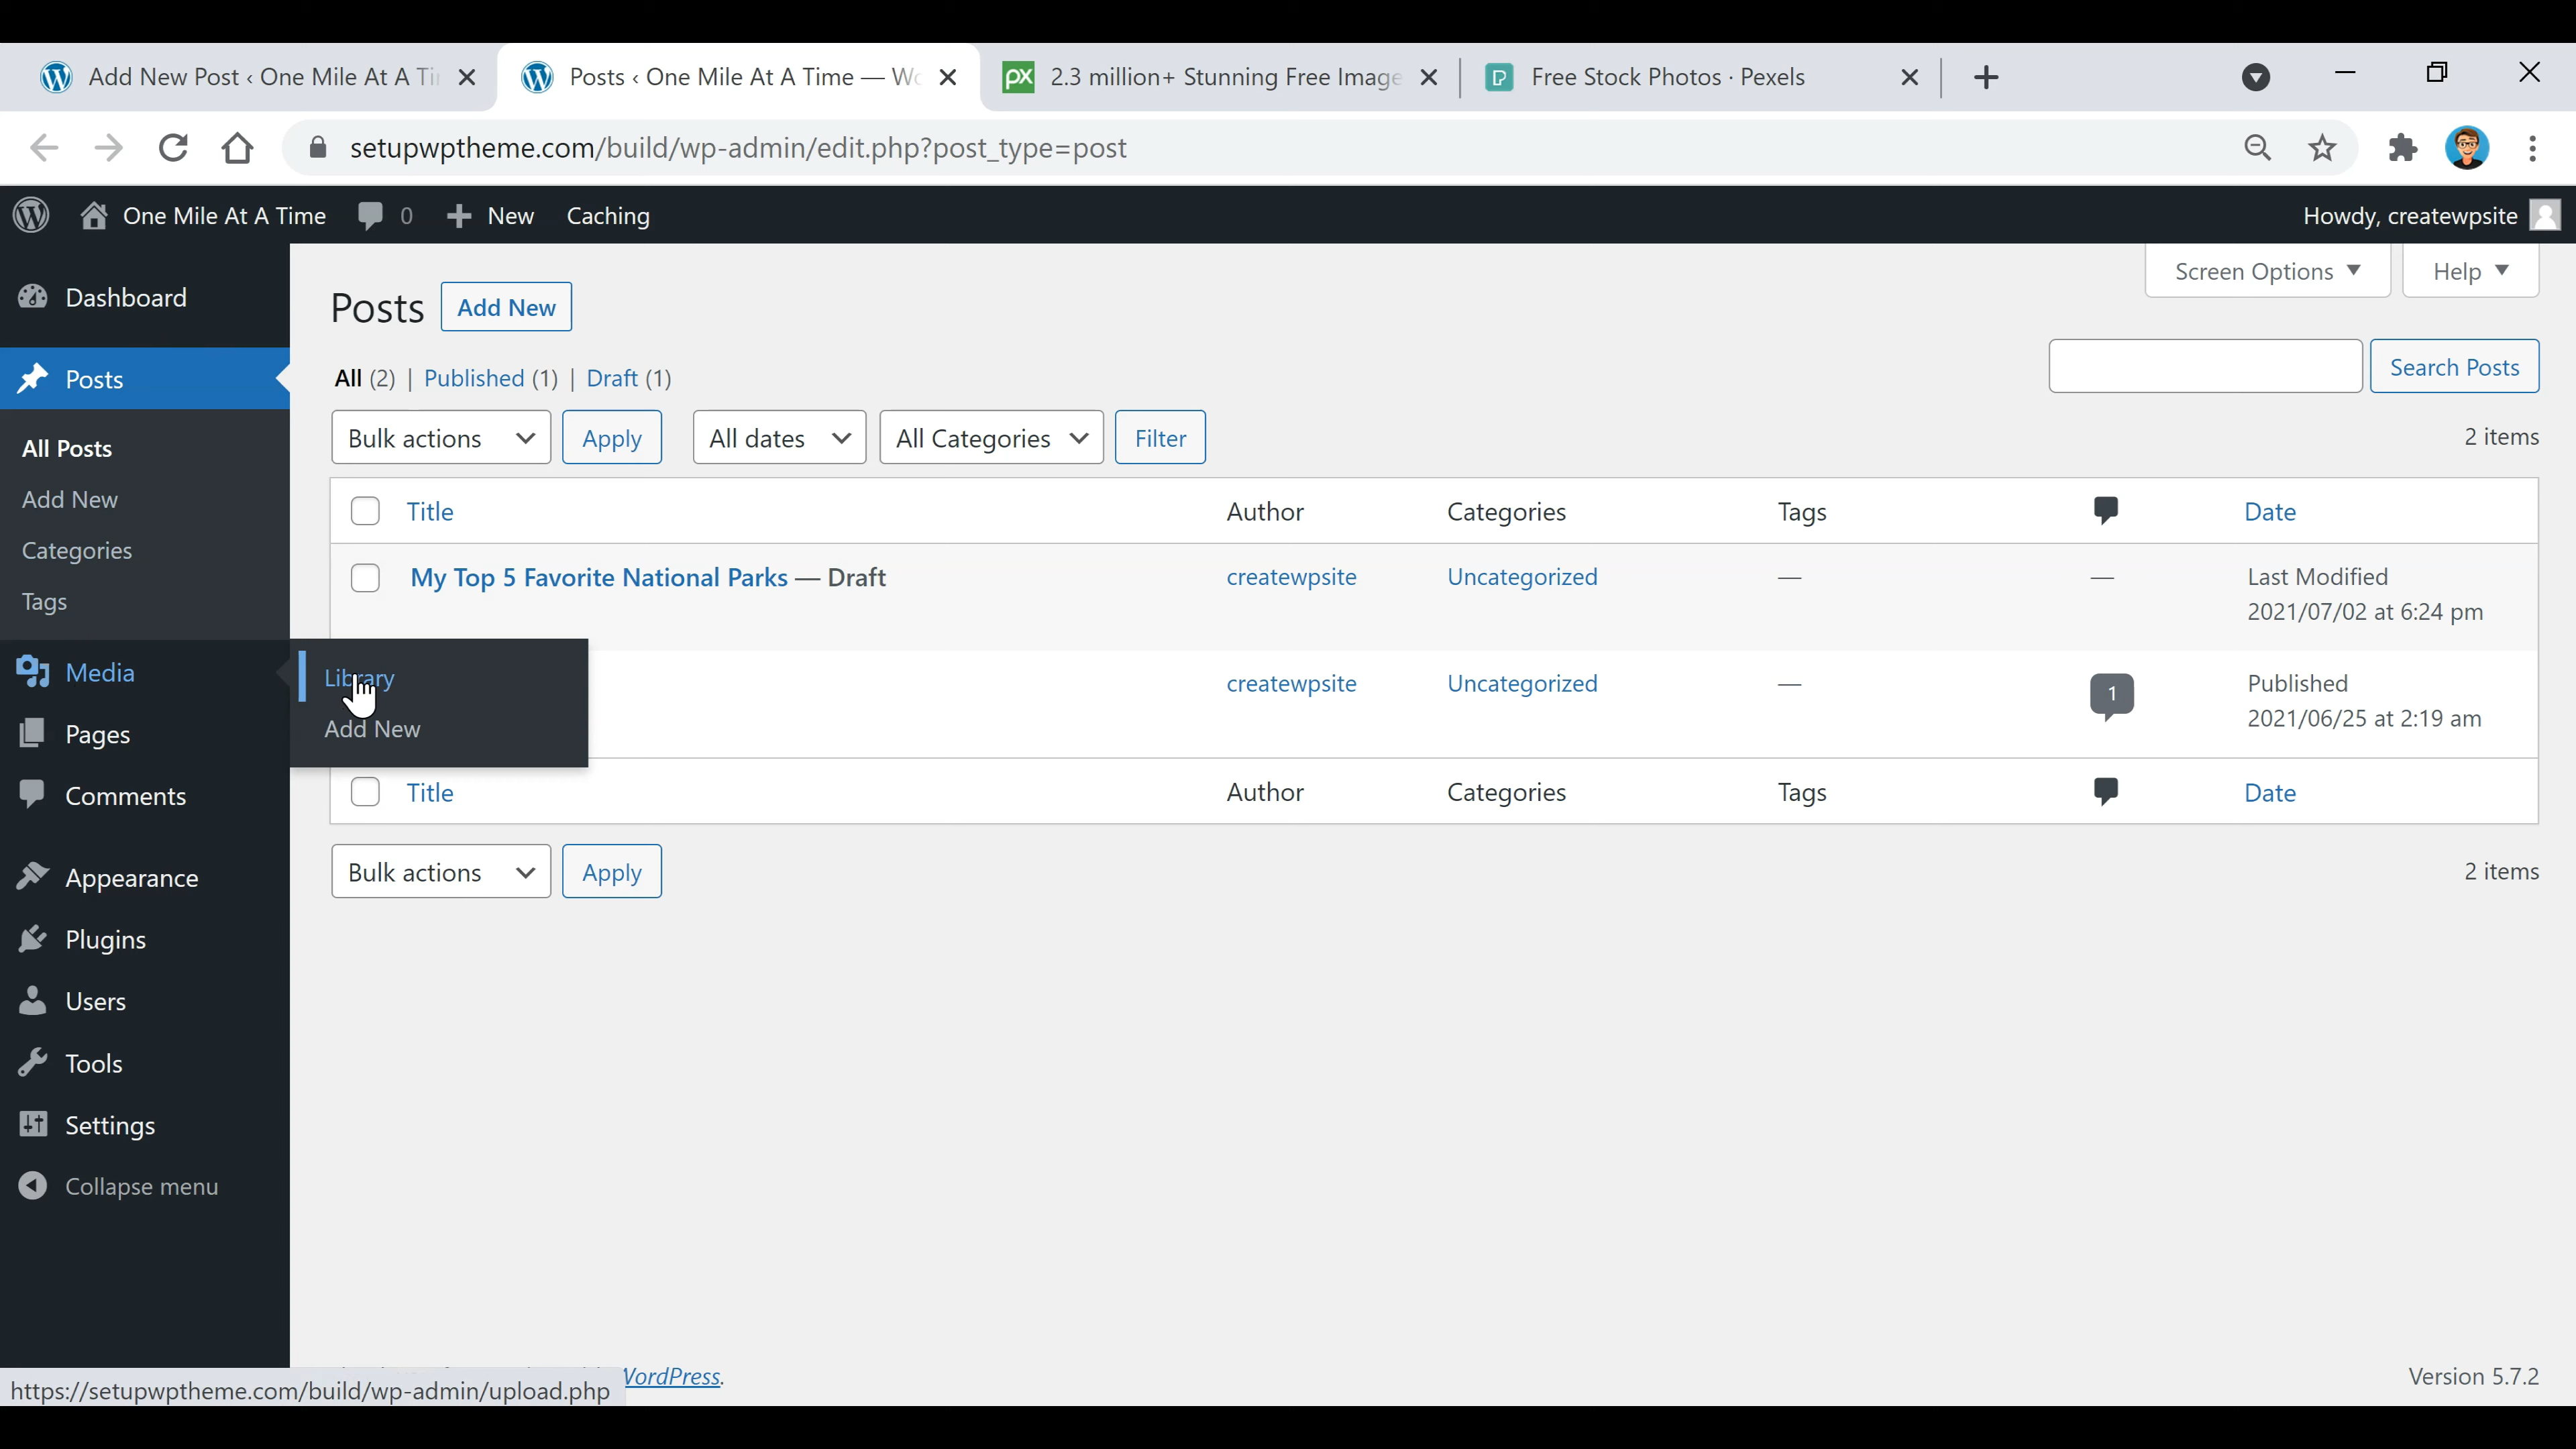 Add New Post ‹ One Mile At A Ti
Posts ‹ One Mile At A Time — Wo
2.3 million+ Stunning Free Image
Free Stock Photos · Pexels
setupwptheme.com/build/wp-admin/edit.php?post_type=post
One Mile At A Time
0
New
Caching
Howdy, createwpsite
Screen Options
Help
Dashboard
Posts
All Posts
Add New
Categories
Tags
Media
Library
Add New
Pages
Comments
Appearance
Plugins
Users
Tools
Settings
Collapse menu
Posts Add New
All (2) | Published (1) | Draft (1)
Search Posts
Bulk actions Apply All dates All Categories Filter 2 items
Title Author Categories Tags Date
My Top 5 Favorite National Parks — Draft createwpsite Uncategorized — — Last Modified
2021/07/02 at 6:24 pm
createwpsite Uncategorized — 1 Published
2021/06/25 at 2:19 am
Title Author Categories Tags Date
Bulk actions Apply 2 items
WordPress.
Version 5.7.2
https://setupwptheme.com/build/wp-admin/upload.php
PX
P